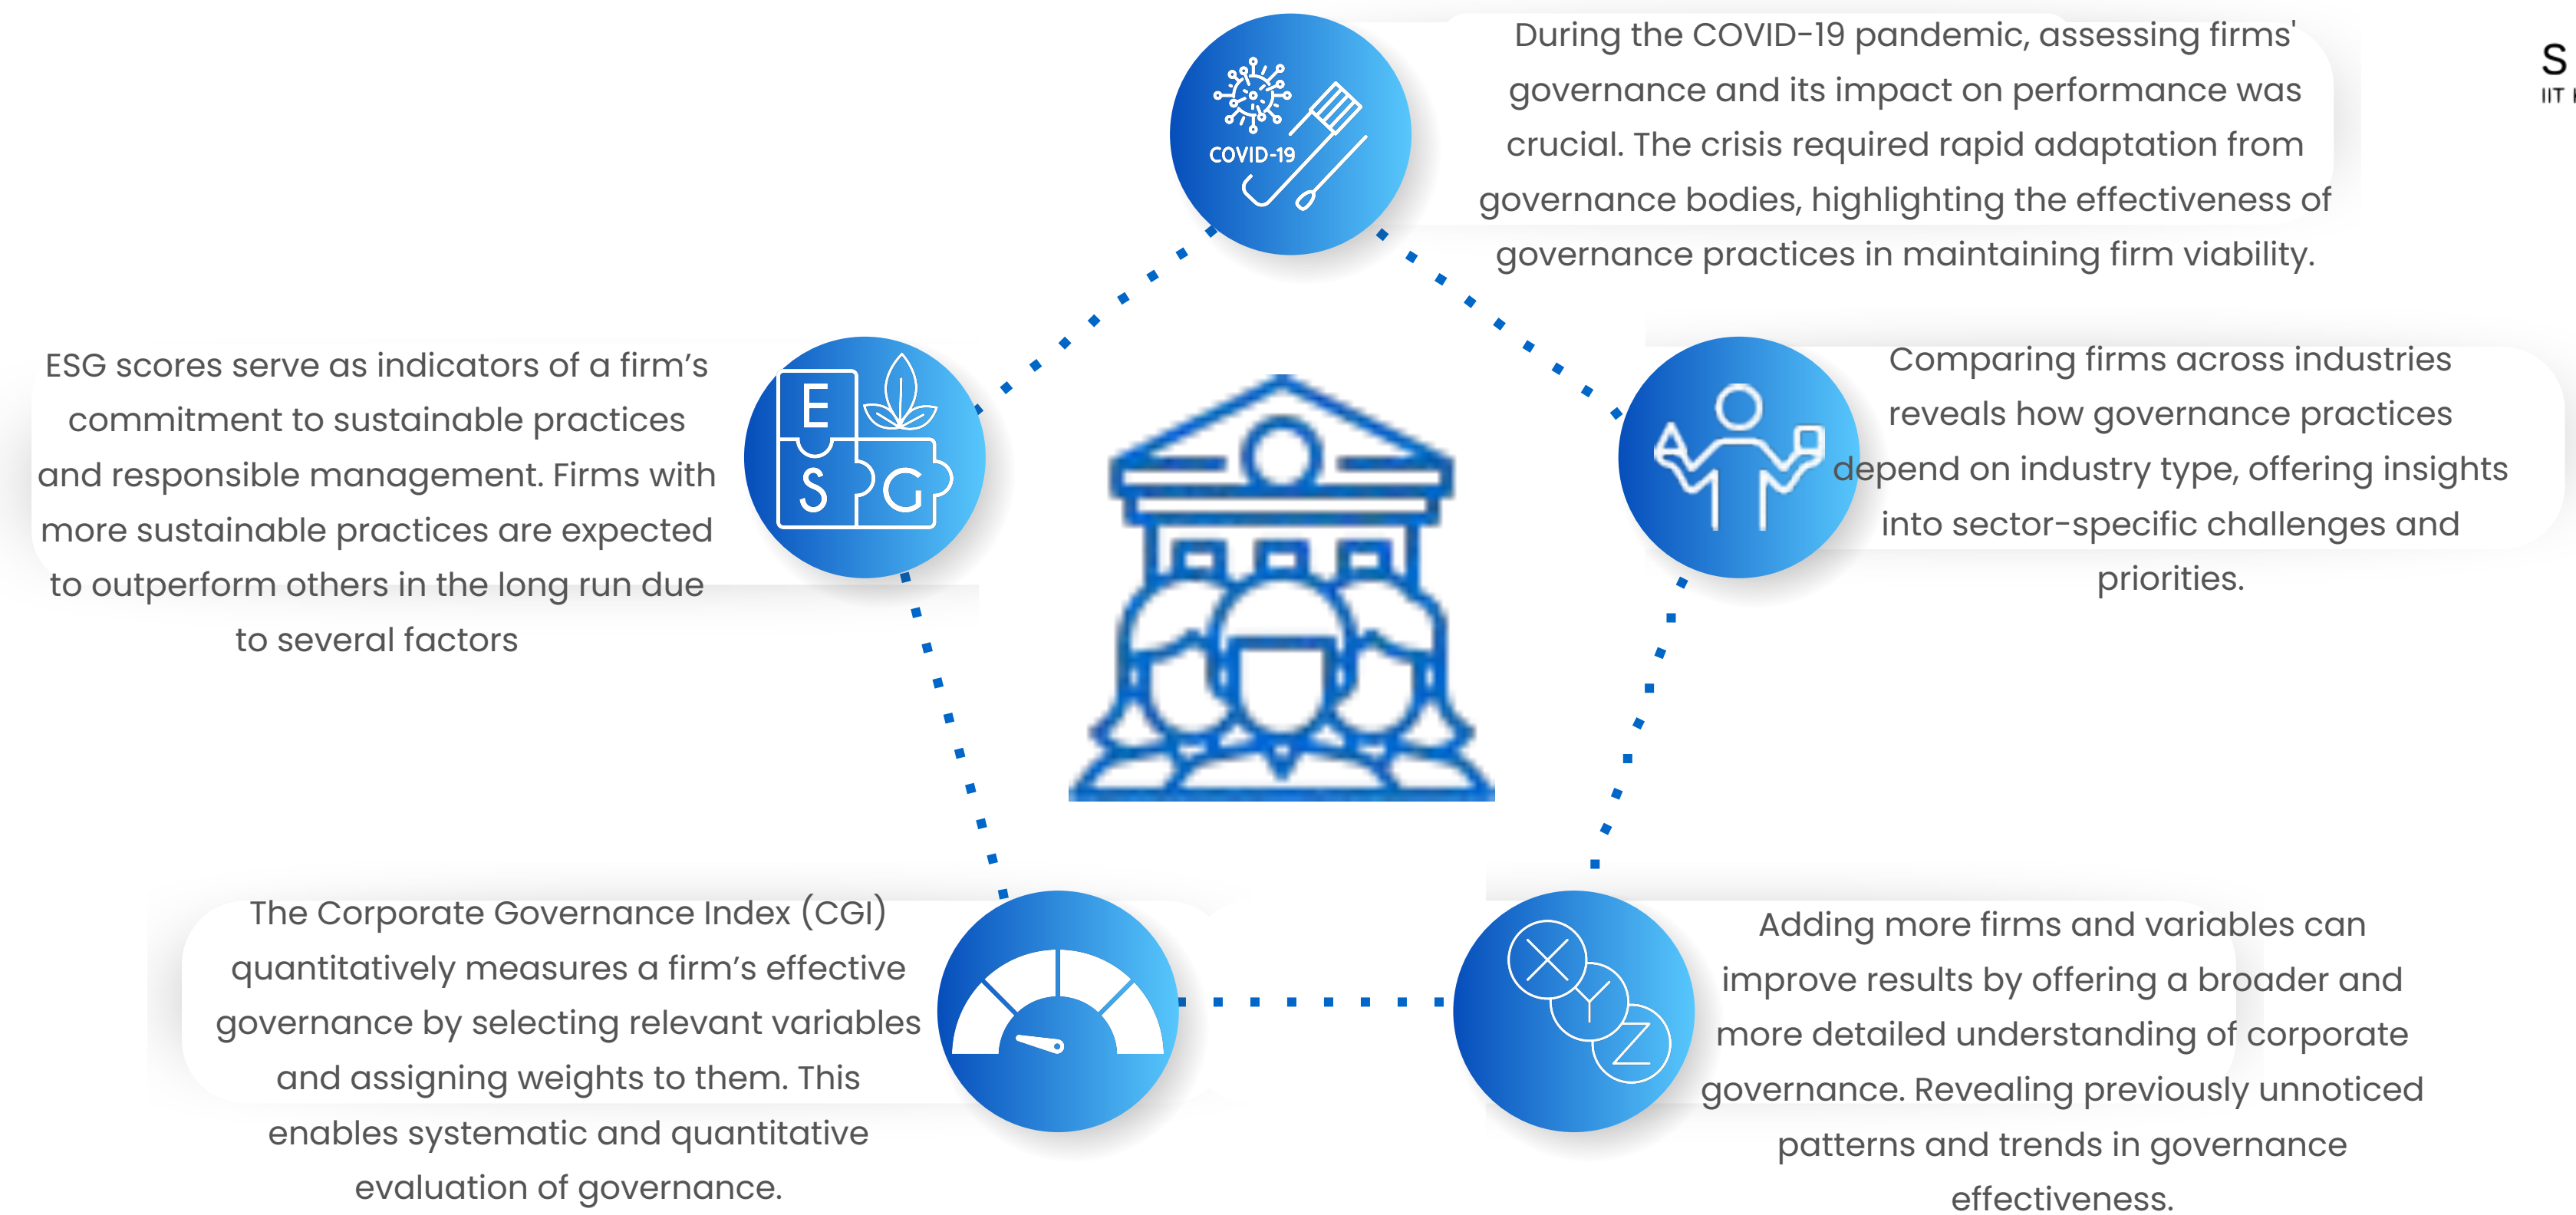 During the COVID-19 pandemic, assessing firms'
governance and its impact on performance was
crucial. The crisis required rapid adaptation from
governance bodies, highlighting the effectiveness of
governance practices in maintaining firm viability.
S
IIT
COVID-19
ESG scores serve as indicators of a firm’s
commitment to sustainable practices
and responsible management. Firms with
more sustainable practices are expected
to outperform others in the long run due
to several factors
E
S G
Comparing firms across industries
reveals how governance practices
depend on industry type, offering insights
into sector-specific challenges and
priorities.
The Corporate Governance Index (CGI)
quantitatively measures a firm’s effective
governance by selecting relevant variables
and assigning weights to them. This
enables systematic and quantitative
evaluation of governance.
X
Y
Z
Adding more firms and variables can
improve results by offering a broader and
more detailed understanding of corporate
governance. Revealing previously unnoticed
patterns and trends in governance
effectiveness.